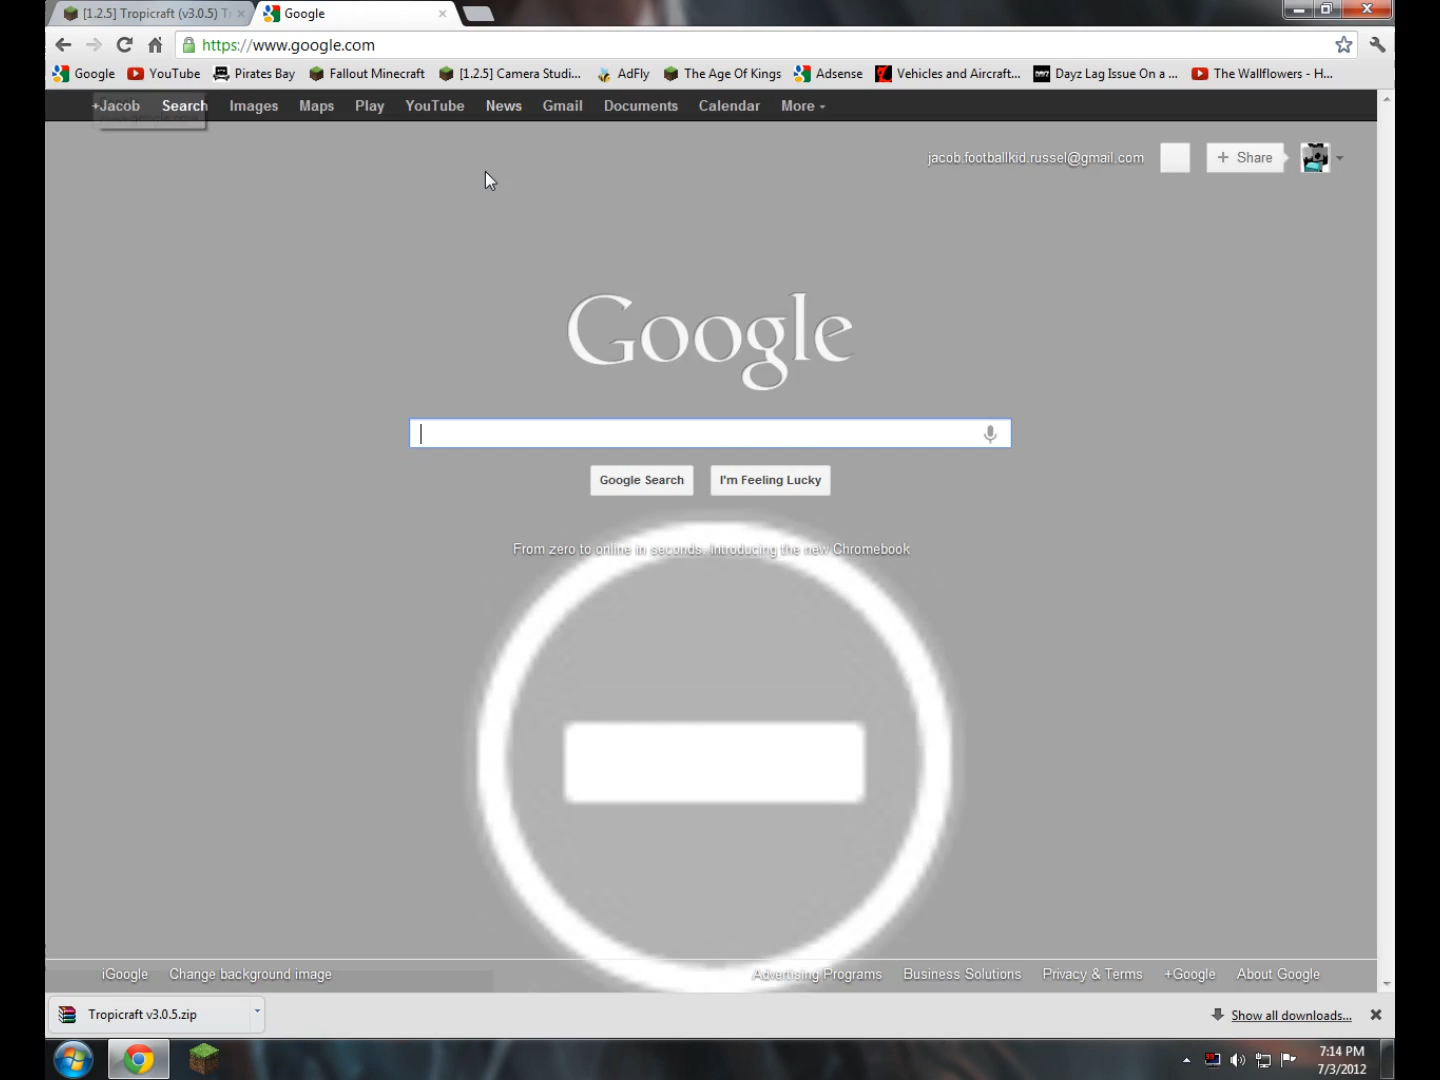 [1.2.5] Tropicraft (v3.0.5) Tr
Google
https://www.google.com
Google YouTube Pirates Bay Fallout Minecraft [1.2.5] Camera Studi... AdFly The Age Of Kings Adsense Vehicles and Aircraft... Dayz Lag Issue On a ... The Wallflowers - H...
+Jacob Search Images Maps Play YouTube News Gmail Documents Calendar More
jacob.footballkid.russel@gmail.com + Share
Google
Google Search I'm Feeling Lucky
From zero to online in seconds. Introducing the new Chromebook
iGoogle Change background image Advertising Programs Business Solutions Privacy & Terms +Google About Google
Tropicraft v3.0.5.zip Show all downloads...
7:14 PM
7/3/2012